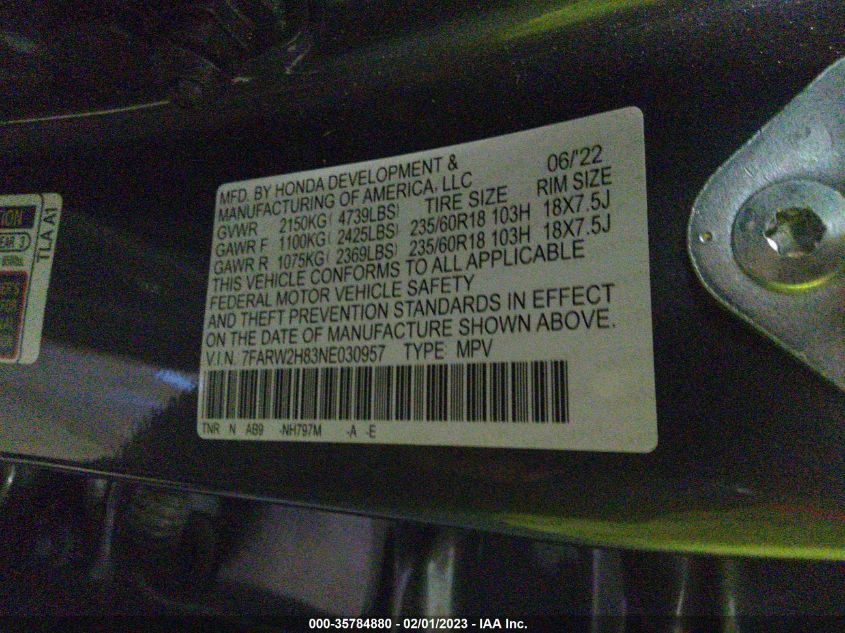 MFD. BY HONDA DEVELOPMENT & 06/'22
MANUFACTURING OF AMERICA, LLC
GVWR 2150KG( 4739LBS) TIRE SIZE RIM SIZE
GAWR F 1100KG( 2425LBS) 235/60R18 103H 18X7.5J
GAWR R 1075KG( 2369LBS) 235/60R18 103H 18X7.5J
THIS VEHICLE CONFORMS TO ALL APPLICABLE
FEDERAL MOTOR VEHICLE SAFETY
AND THEFT PREVENTION STANDARDS IN EFFECT
ON THE DATE OF MANUFACTURE SHOWN ABOVE.
V.I.N. 7FARW2H83NE030957 TYPE MPV
TNR N AB9 -NH797M -A -E
TLA A1
000-35784880 - 02/01/2023 - IAA Inc.